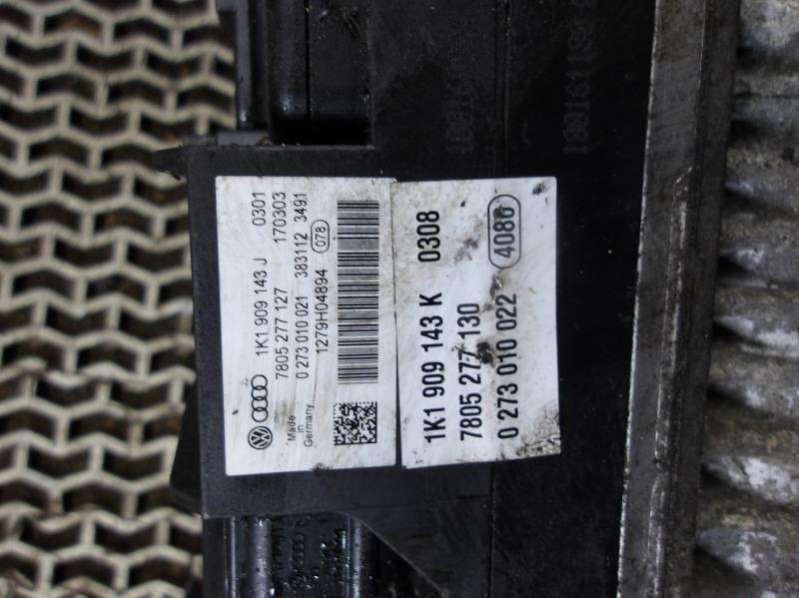 1K1 909 143 J 0301
7805 277 127 170303
0 273 010 021 383112 3491
1279H04894 078
Made
in
Germany
1K1 909 143 K 0308
7805 277 130
0 273 010 022 4086